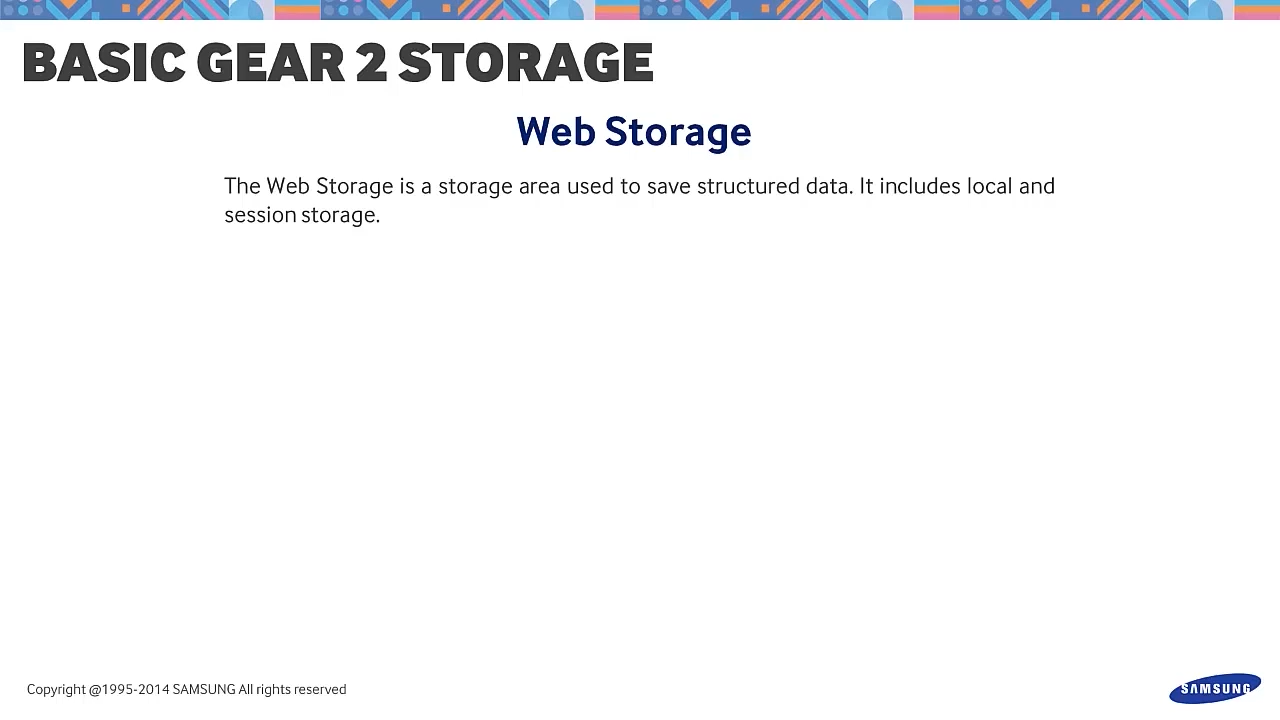 BASIC GEAR 2 STORAGE
Web Storage
The Web Storage is a storage area used to save structured data. It includes local and
session storage.
Copyright @1995-2014 SAMSUNG All rights reserved
SAMSUNG